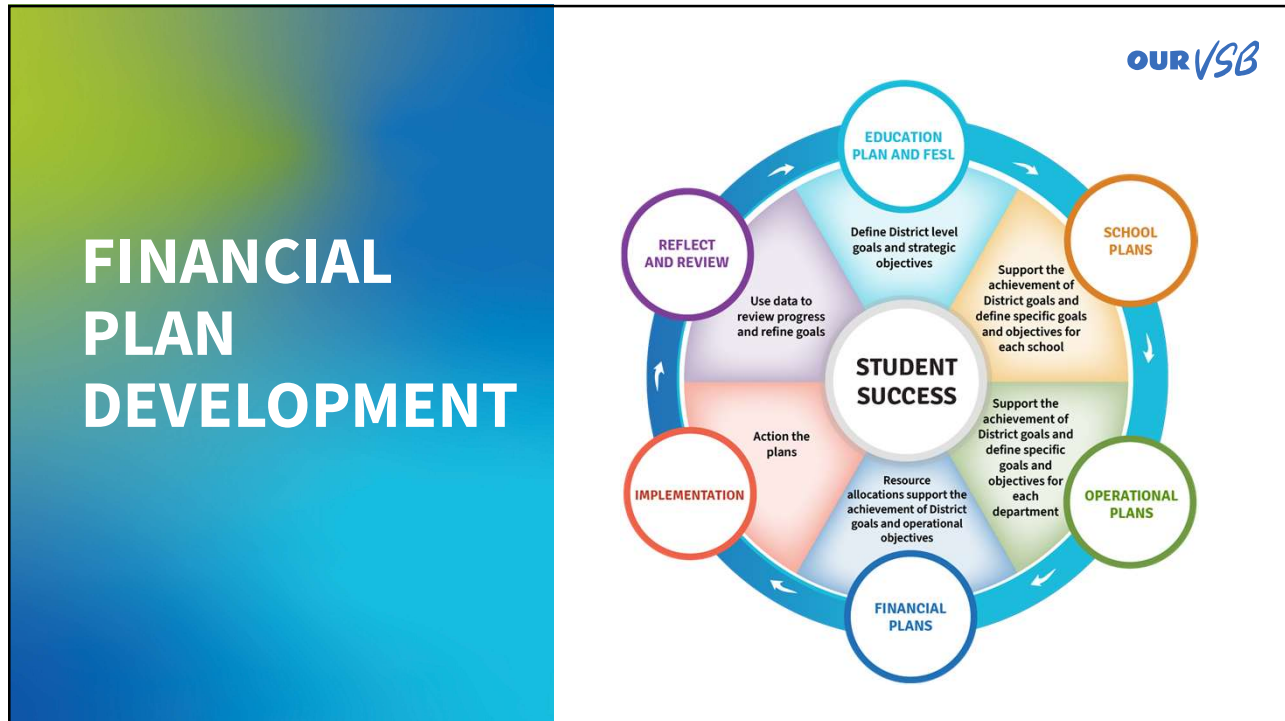 FINANCIAL
PLAN
DEVELOPMENT
OUR VSB
EDUCATION
PLAN AND FESL
Define District level
goals and strategic
objectives
SCHOOL
PLANS
Support the
achievement of
District goals and
define specific goals
and objectives for
each school
OPERATIONAL
PLANS
Support the
achievement of
District goals and
define specific
goals and
objectives for
each
department
FINANCIAL
PLANS
Resource
allocations support the
achievement of District
goals and operational
objectives
IMPLEMENTATION
Action the
plans
REFLECT
AND REVIEW
Use data to
review progress
and refine goals
STUDENT
SUCCESS